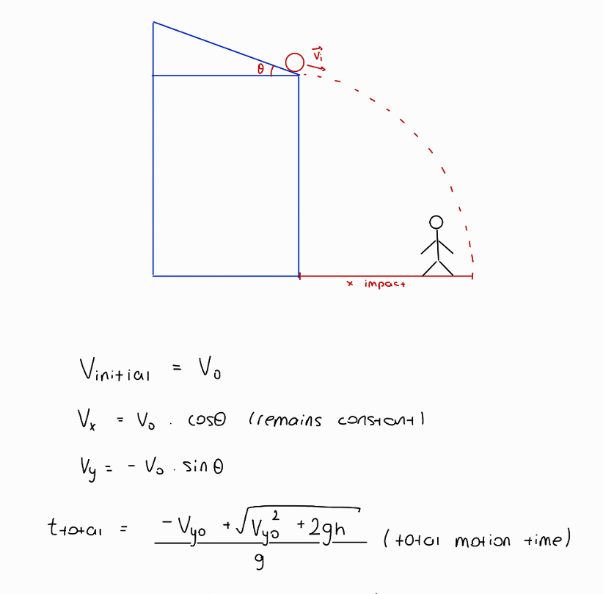 θ V⃗i
x impact
Vinitial = V₀
Vx = V₀ . cosθ (remains constant)
Vy = - V₀ . sinθ
ttotal = (-Vy₀ + √(Vy₀² + 2gh)) / g (total motion time)